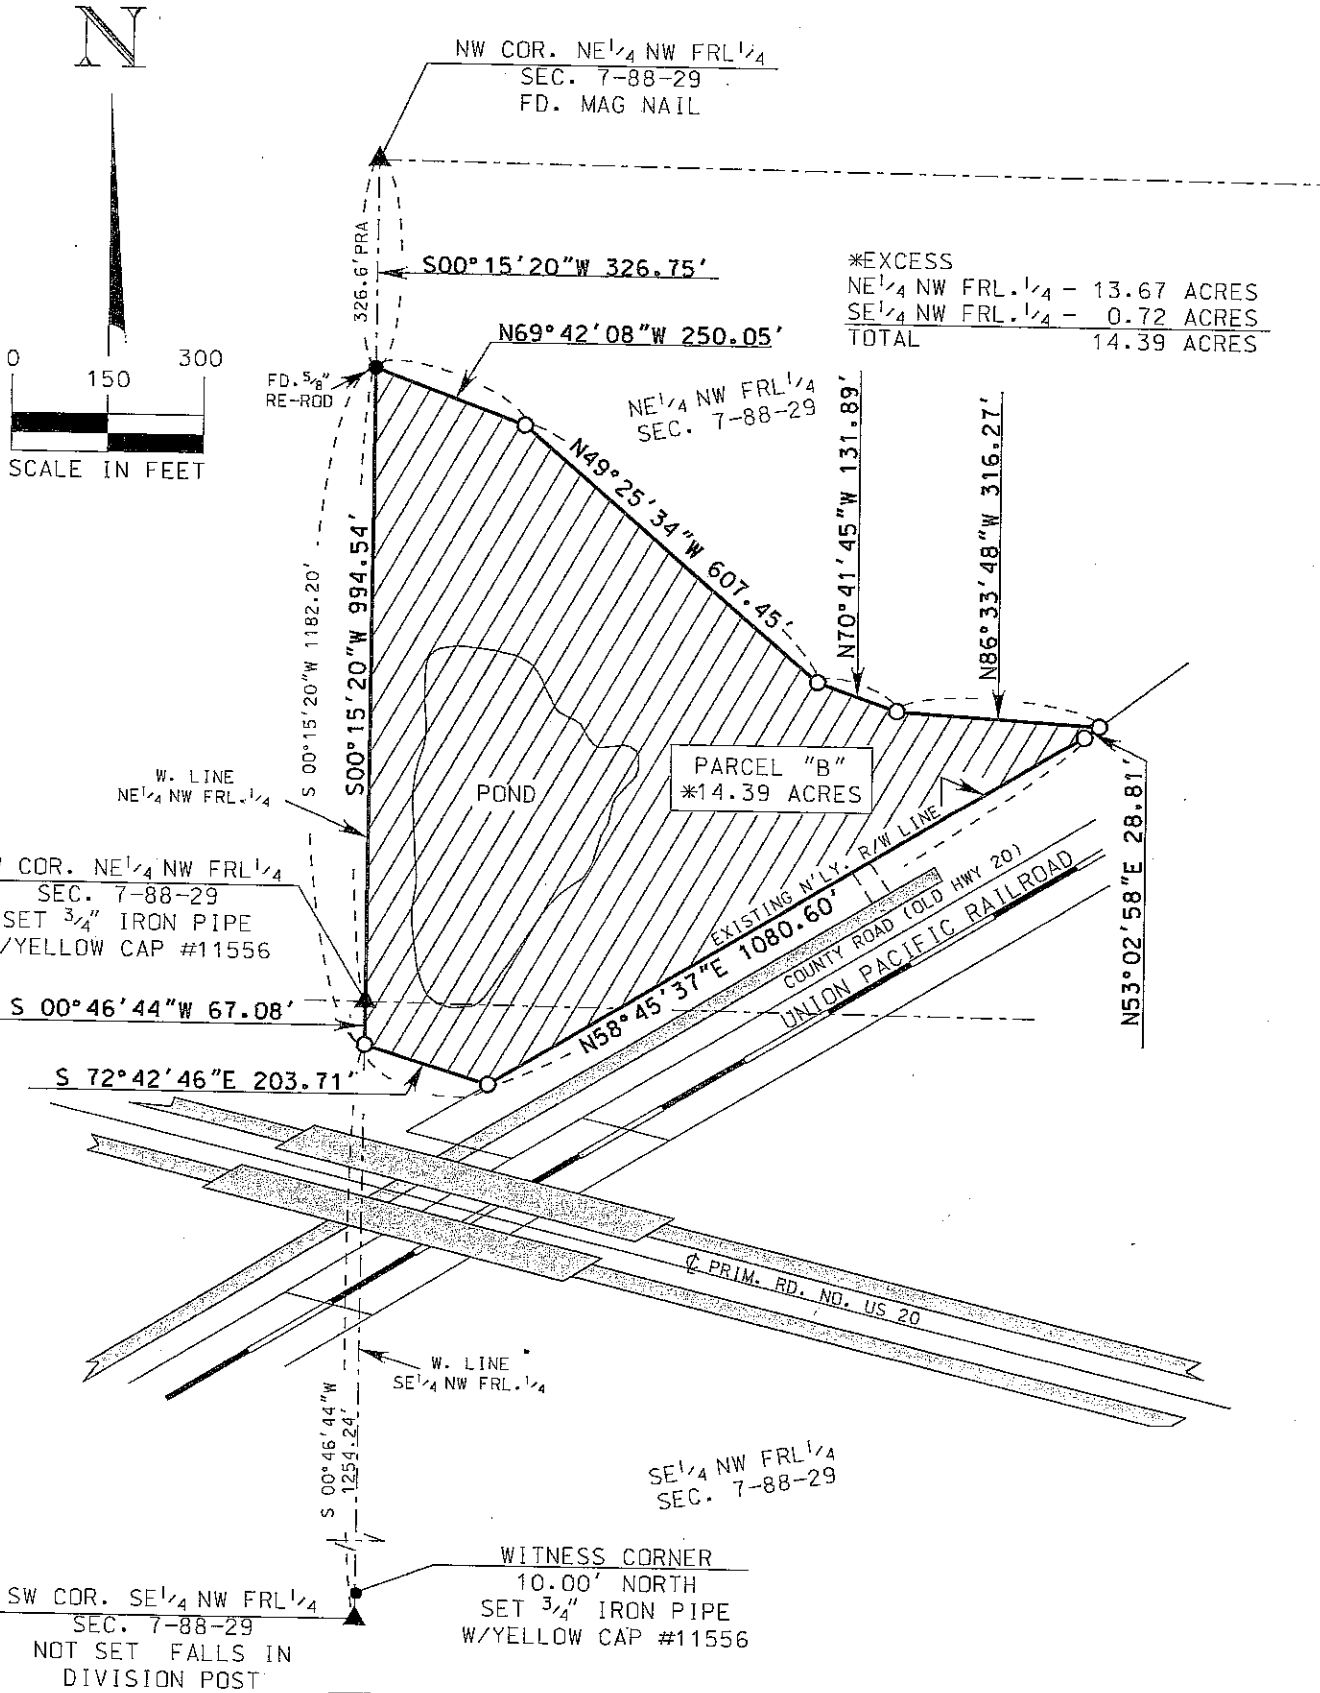 N
NW COR. NE1/4 NW FRL1/4
SEC. 7-88-29
FD. MAG NAIL
326.6' PRA
S00°15'20"W 326.75'
*EXCESS
NE1/4 NW FRL.1/4 - 13.67 ACRES
SE1/4 NW FRL.1/4 - 0.72 ACRES
TOTAL 14.39 ACRES
N69°42'08"W 250.05'
0 150 300
SCALE IN FEET
FD. 5/8"
RE-ROD
NE1/4 NW FRL1/4
SEC. 7-88-29
N49°25'34"W 607.45'
N70°41'45"W 131.89'
N86°33'48"W 316.27'
S 00°15'20"W 1182.20'
S00°15'20"W 994.54'
W. LINE
NE1/4 NW FRL.1/4
POND
PARCEL "B"
*14.39 ACRES
EXISTING N'LY. R/W LINE
N58°45'37"E 1080.60'
COUNTY ROAD (OLD HWY 20)
UNION PACIFIC RAILROAD
N53°02'58"E 28.81'
COR. NE1/4 NW FRL1/4
SEC. 7-88-29
SET 3/4" IRON PIPE
/YELLOW CAP #11556
S 00°46'44"W 67.08'
S 72°42'46"E 203.71'
℄ PRIM. RD. NO. US 20
W. LINE
SE1/4 NW FRL.1/4
S 00°46'44"W
1254.24'
SE1/4 NW FRL1/4
SEC. 7-88-29
WITNESS CORNER
10.00' NORTH
SET 3/4" IRON PIPE
W/YELLOW CAP #11556
SW COR. SE1/4 NW FRL1/4
SEC. 7-88-29
NOT SET FALLS IN
DIVISION POST